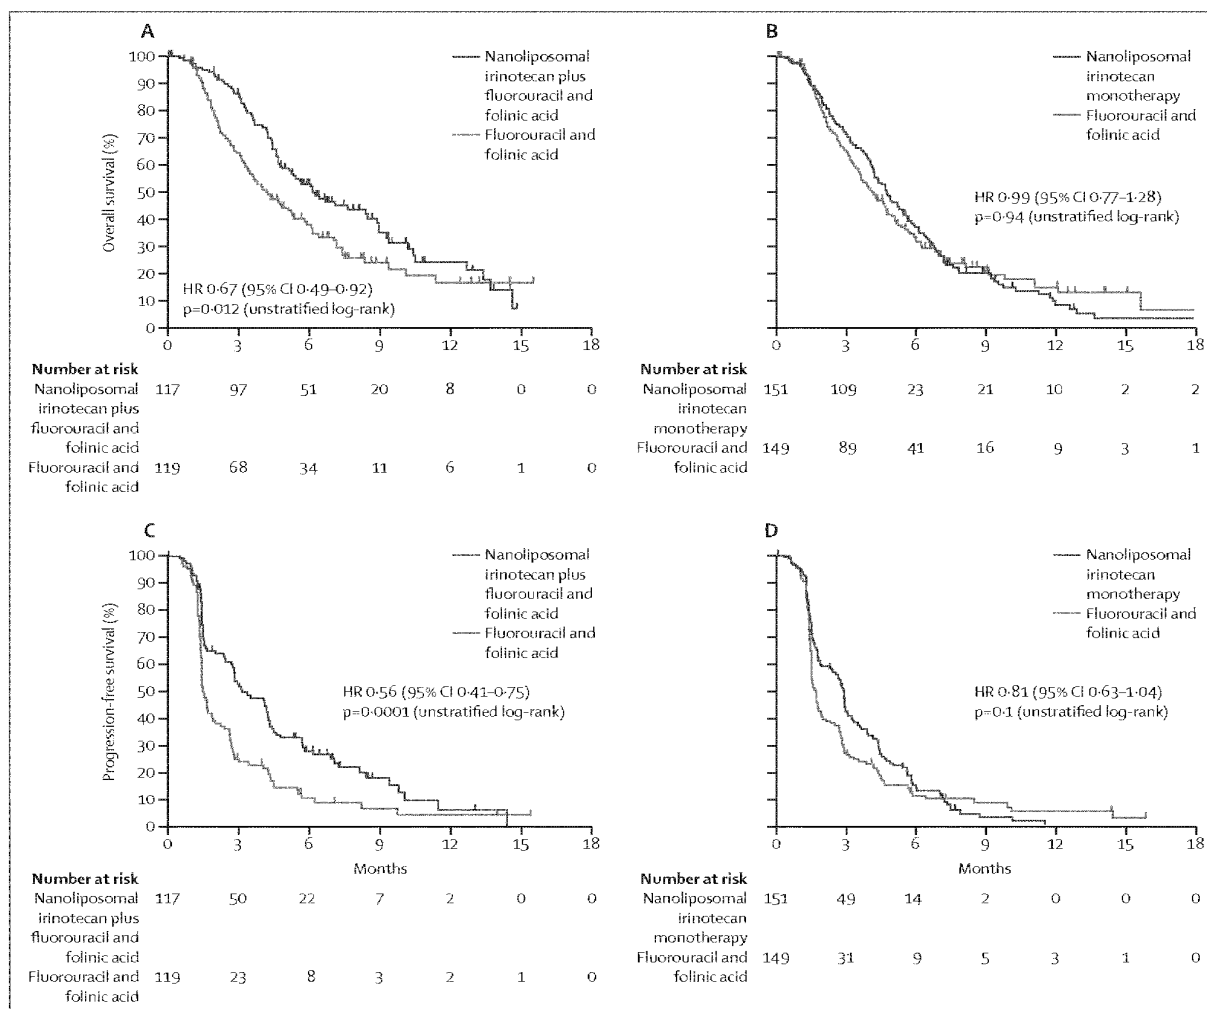 A
100
90
80
70
60
50
40
30
20
10
0
Overall survival (%)
Nanoliposomal
irinotecan plus
fluorouracil and
folinic acid
Fluorouracil and
folinic acid
HR 0·67 (95% CI 0·49–0·92)
p=0·012 (unstratified log-rank)
0 3 6 9 12 15 18
Number at risk
Nanoliposomal 117 97 51 20 8 0 0
irinotecan plus
fluorouracil and
folinic acid
Fluorouracil and 119 68 34 11 6 1 0
folinic acid
B
Nanoliposomal
irinotecan
monotherapy
Fluorouracil and
folinic acid
HR 0·99 (95% CI 0·77–1·28)
p=0·94 (unstratified log-rank)
0 3 6 9 12 15 18
Number at risk
Nanoliposomal 151 109 23 21 10 2 2
irinotecan
monotherapy
Fluorouracil and 149 89 41 16 9 3 1
folinic acid
C
100
90
80
70
60
50
40
30
20
10
0
Progression-free survival (%)
Nanoliposomal
irinotecan plus
fluorouracil and
folinic acid
Fluorouracil and
folinic acid
HR 0·56 (95% CI 0·41–0·75)
p=0·0001 (unstratified log-rank)
0 3 6 9 12 15 18
Months
Number at risk
Nanoliposomal 117 50 22 7 2 0 0
irinotecan plus
fluorouracil and
folinic acid
Fluorouracil and 119 23 8 3 2 1 0
folinic acid
D
Nanoliposomal
irinotecan
monotherapy
Fluorouracil and
folinic acid
HR 0·81 (95% CI 0·63–1·04)
p=0·1 (unstratified log-rank)
0 3 6 9 12 15 18
Months
Number at risk
Nanoliposomal 151 49 14 2 0 0 0
irinotecan
monotherapy
Fluorouracil and 149 31 9 5 3 1 0
folinic acid